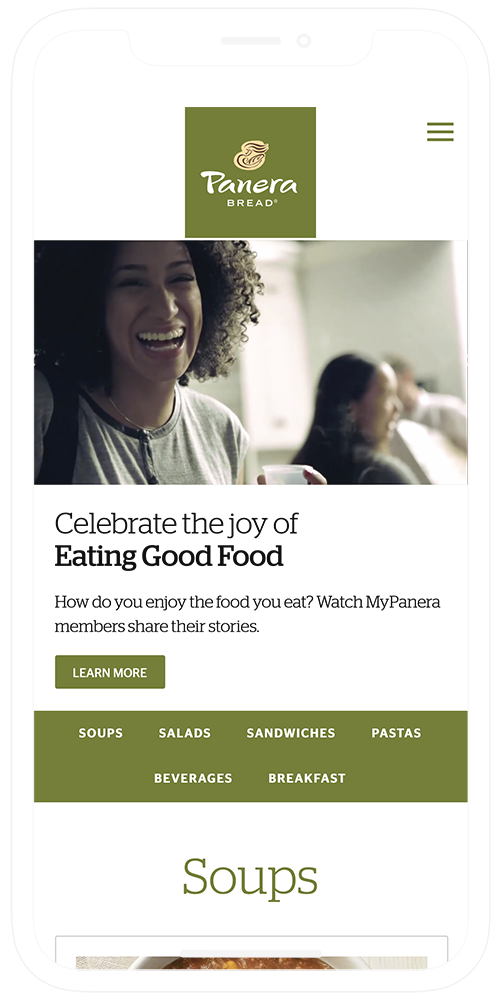 Panera
BREAD®
Celebrate the joy of
Eating Good Food
How do you enjoy the food you eat? Watch MyPanera
members share their stories.
LEARN MORE
SOUPS SALADS SANDWICHES PASTAS
BEVERAGES BREAKFAST
Soups